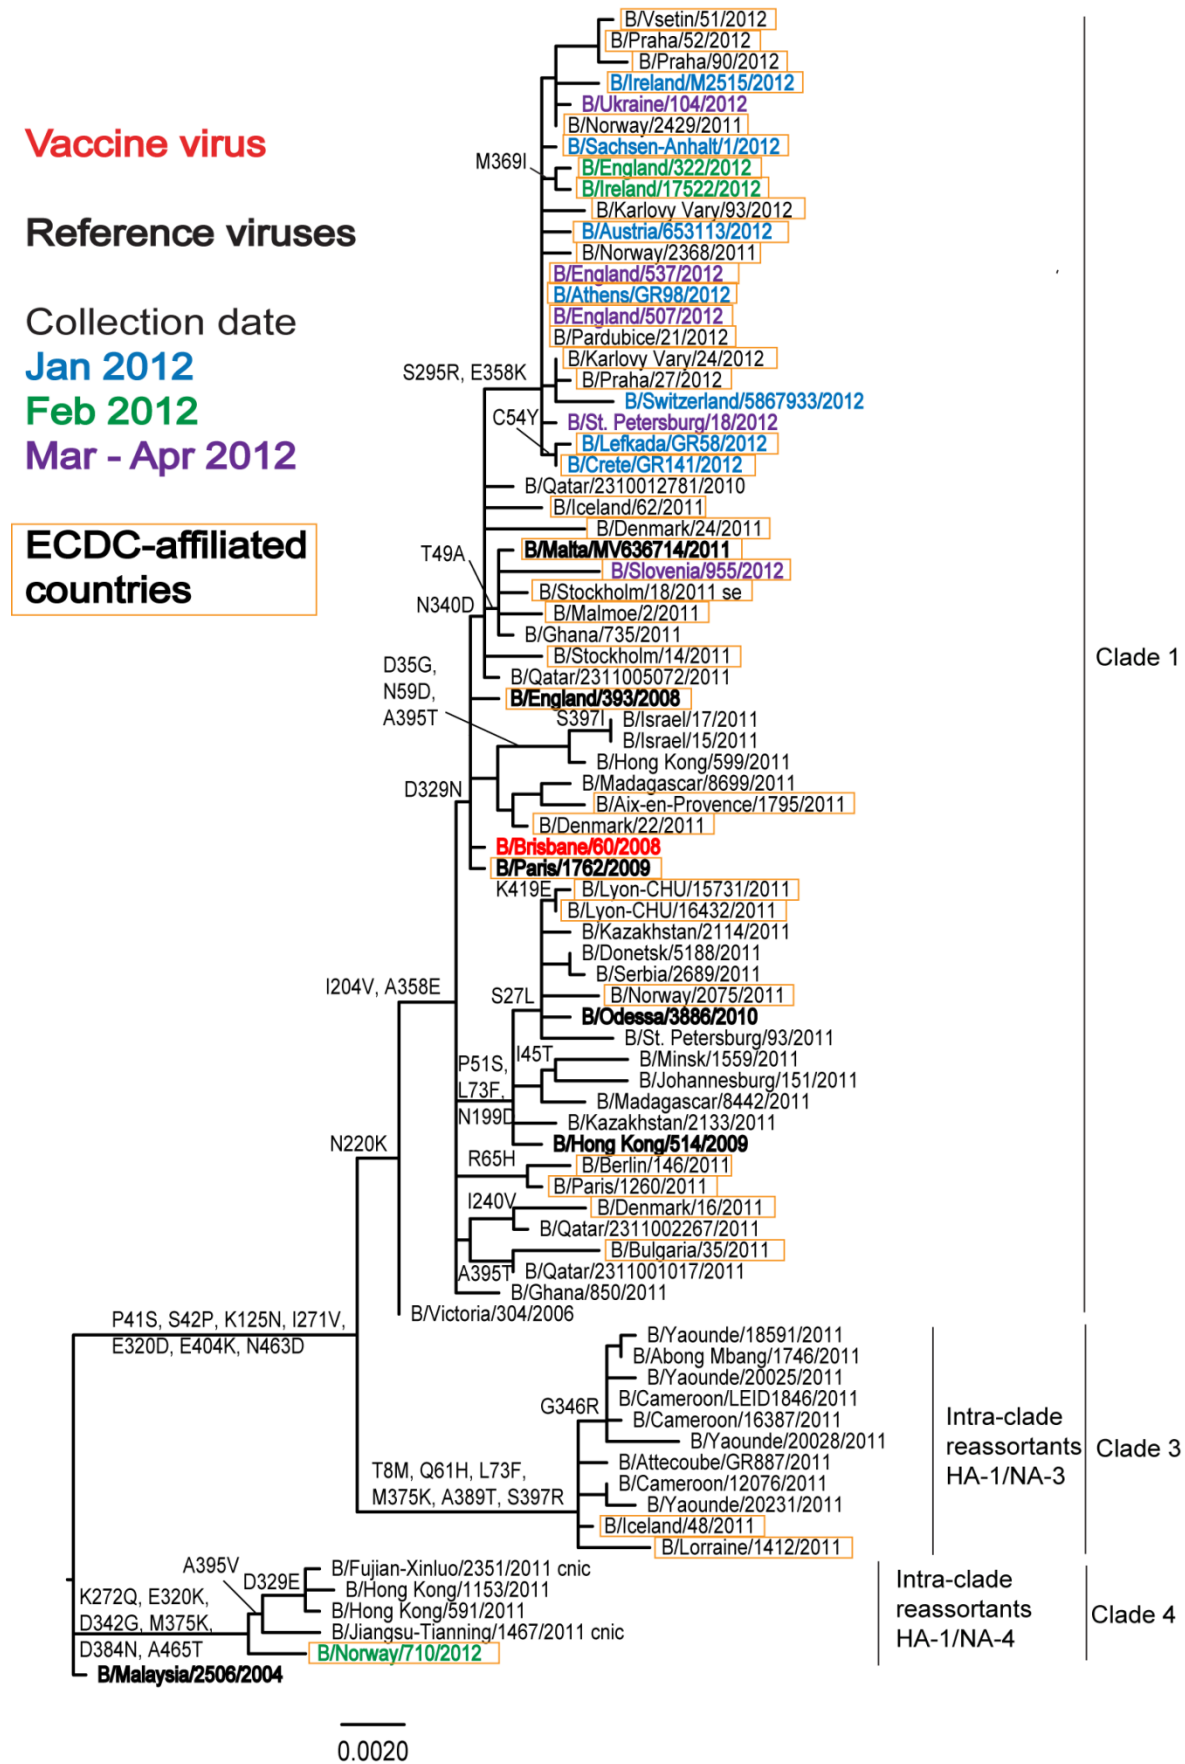 Vaccine virus
Reference viruses
Collection date
Jan 2012
Feb 2012
Mar - Apr 2012
ECDC-affiliated
countries
B/Vsetin/51/2012
B/Praha/52/2012
B/Praha/90/2012
B/Ireland/M2515/2012
B/Ukraine/104/2012
B/Norway/2429/2011
B/Sachsen-Anhalt/1/2012
M369I
B/England/322/2012
B/Ireland/17522/2012
B/Karlovy Vary/93/2012
B/Austria/653113/2012
B/Norway/2368/2011
B/England/537/2012
B/Athens/GR98/2012
B/England/507/2012
B/Pardubice/21/2012
B/Karlovy Vary/24/2012
S295R, E358K
B/Praha/27/2012
B/Switzerland/5867933/2012
C54Y
B/St. Petersburg/18/2012
B/Lefkada/GR58/2012
B/Crete/GR141/2012
B/Qatar/2310012781/2010
B/Iceland/62/2011
B/Denmark/24/2011
T49A
B/Malta/MV636714/2011
B/Slovenia/955/2012
B/Stockholm/18/2011 se
N340D
B/Malmoe/2/2011
B/Ghana/735/2011
B/Stockholm/14/2011
Clade 1
D35G,
N59D,
A395T
B/Qatar/2311005072/2011
B/England/393/2008
S397I
B/Israel/17/2011
B/Israel/15/2011
B/Hong Kong/599/2011
D329N
B/Madagascar/8699/2011
B/Aix-en-Provence/1795/2011
B/Denmark/22/2011
B/Brisbane/60/2008
B/Paris/1762/2009
K419E
B/Lyon-CHU/15731/2011
B/Lyon-CHU/16432/2011
B/Kazakhstan/2114/2011
B/Donetsk/5188/2011
B/Serbia/2689/2011
I204V, A358E
S27L
B/Norway/2075/2011
B/Odessa/3886/2010
B/St. Petersburg/93/2011
I45T
B/Minsk/1559/2011
P51S,
L73F,
N199D
B/Johannesburg/151/2011
B/Madagascar/8442/2011
B/Kazakhstan/2133/2011
N220K
B/Hong Kong/514/2009
R65H
B/Berlin/146/2011
B/Paris/1260/2011
I240V
B/Denmark/16/2011
B/Qatar/2311002267/2011
B/Bulgaria/35/2011
A395T
B/Qatar/2311001017/2011
B/Ghana/850/2011
B/Victoria/304/2006
P41S, S42P, K125N, I271V,
E320D, E404K, N463D
B/Yaounde/18591/2011
B/Abong Mbang/1746/2011
B/Yaounde/20025/2011
G346R
B/Cameroon/LEID1846/2011
B/Cameroon/16387/2011
B/Yaounde/20028/2011
Intra-clade
reassortants
HA-1/NA-3
Clade 3
T8M, Q61H, L73F,
M375K, A389T, S397R
B/Attecoube/GR887/2011
B/Cameroon/12076/2011
B/Yaounde/20231/2011
B/Iceland/48/2011
B/Lorraine/1412/2011
A395V
D329E
B/Fujian-Xinluo/2351/2011 cnic
B/Hong Kong/1153/2011
B/Hong Kong/591/2011
B/Jiangsu-Tianning/1467/2011 cnic
Intra-clade
reassortants
HA-1/NA-4
Clade 4
K272Q, E320K,
D342G, M375K,
D384N, A465T
B/Norway/710/2012
B/Malaysia/2506/2004
0.0020